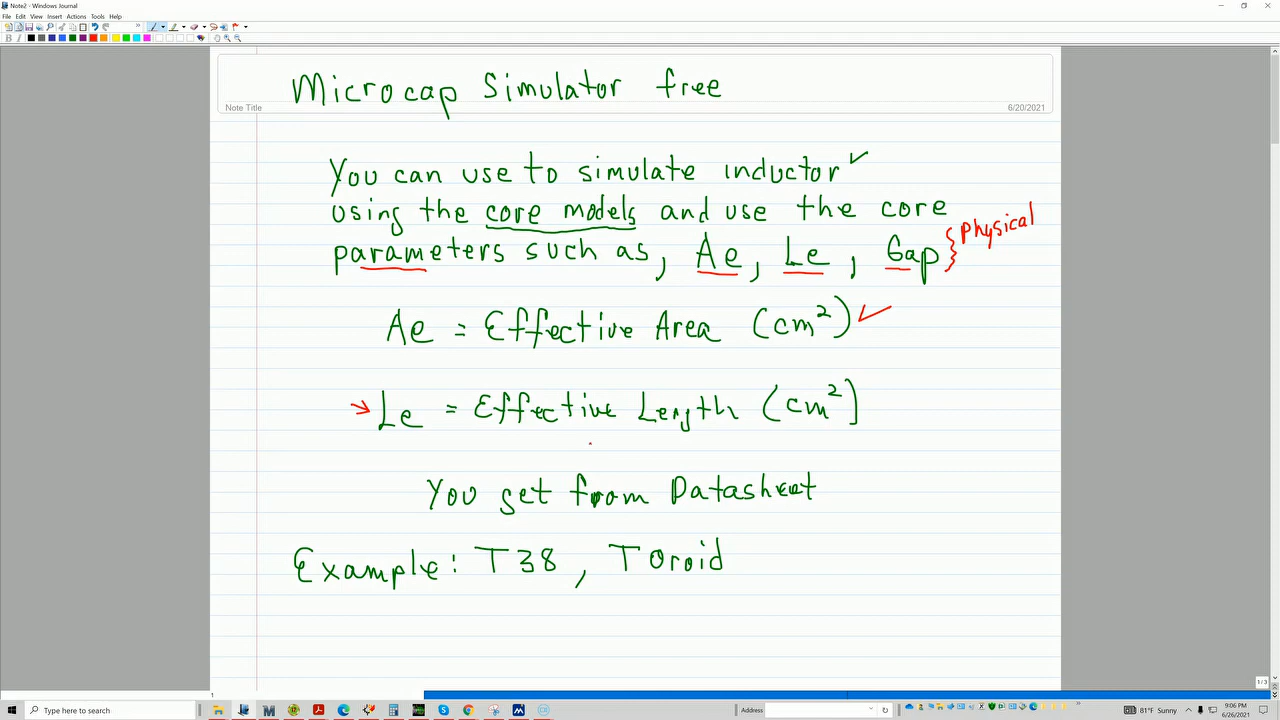 Note2 - Windows Journal
File Edit View Insert Actions Tools Help
Microcap Simulator free
Note Title
6/20/2021
You can use to simulate inductor ✓
using the core models and use the core
parameters such as, Ae, Le, Gap } Physical
Ae = Effective Area (cm²) ✓
→ Le = Effective Length (cm²)
You get from Datasheet
Example: T38, Toroid
1
1/3
Type here to search
Address
81°F Sunny
9:06 PM
6/26/2021